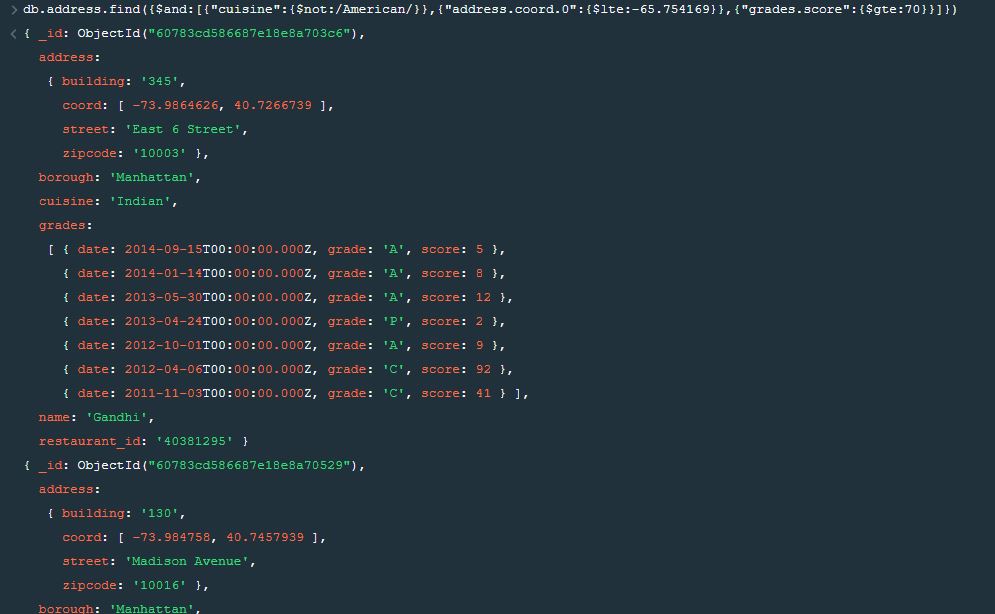 > db.address.find({$and:[{"cuisine":{$not:/American/}},{"address.coord.0":{$lte:-65.754169}},{"grades.score":{$gte:70}}]})
< { _id: ObjectId("60783cd586687e18e8a703c6"),
address:
{ building: '345',
coord: [ -73.9864626, 40.7266739 ],
street: 'East 6 Street',
zipcode: '10003' },
borough: 'Manhattan',
cuisine: 'Indian',
grades:
[ { date: 2014-09-15T00:00:00.000Z, grade: 'A', score: 5 },
{ date: 2014-01-14T00:00:00.000Z, grade: 'A', score: 8 },
{ date: 2013-05-30T00:00:00.000Z, grade: 'A', score: 12 },
{ date: 2013-04-24T00:00:00.000Z, grade: 'P', score: 2 },
{ date: 2012-10-01T00:00:00.000Z, grade: 'A', score: 9 },
{ date: 2012-04-06T00:00:00.000Z, grade: 'C', score: 92 },
{ date: 2011-11-03T00:00:00.000Z, grade: 'C', score: 41 } ],
name: 'Gandhi',
restaurant_id: '40381295' }
{ _id: ObjectId("60783cd586687e18e8a70529"),
address:
{ building: '130',
coord: [ -73.984758, 40.7457939 ],
street: 'Madison Avenue',
zipcode: '10016' },
borough: 'Manhattan',